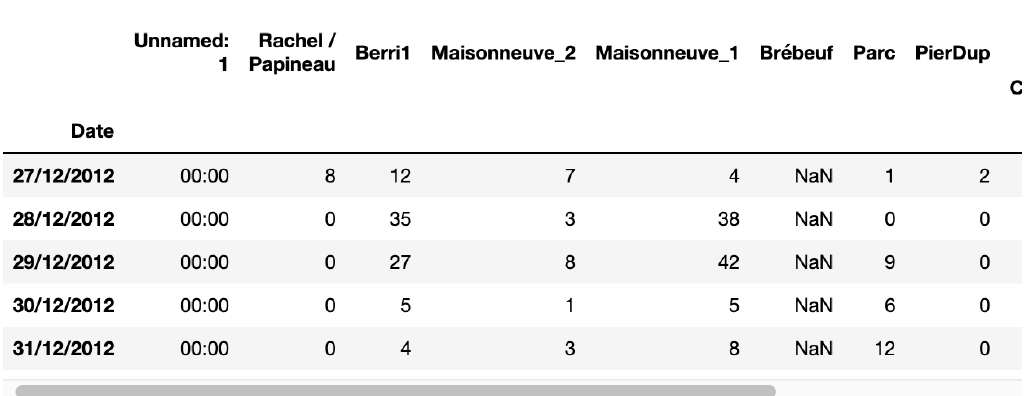 Unnamed: 1 Rachel / Papineau Berri1 Maisonneuve_2 Maisonneuve_1 Brébeuf Parc PierDup C
Date
27/12/2012 00:00 8 12 7 4 NaN 1 2
28/12/2012 00:00 0 35 3 38 NaN 0 0
29/12/2012 00:00 0 27 8 42 NaN 9 0
30/12/2012 00:00 0 5 1 5 NaN 6 0
31/12/2012 00:00 0 4 3 8 NaN 12 0